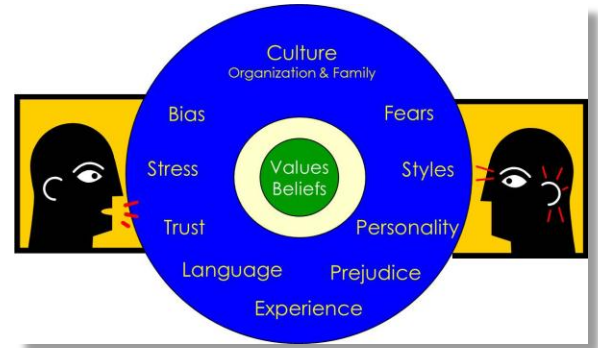 Culture
Organization & Family
Bias
Fears
Stress
Values
Beliefs
Styles
Trust
Personality
Language
Prejudice
Experience